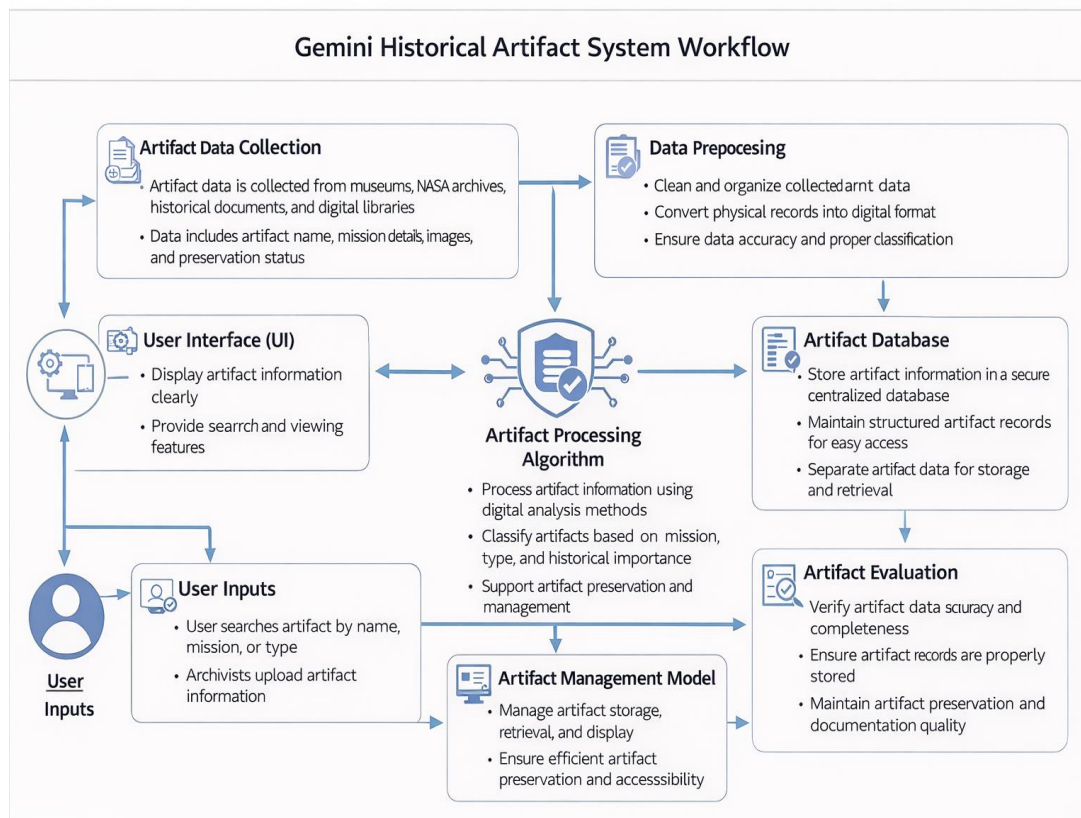 Gemini Historical Artifact System Workflow
Artifact Data Collection
• Artifact data is collected from museums, NASA archives,
historical documents, and digital libraries
• Data includes artifact name, mission details, images,
and preservation status
Data Prepocesing
• Clean and organize collectedarnt data
• Convert physical records into digital format
• Ensure data accuracy and proper classification
User Interface (UI)
• Display artifact information
clearly
• Provide searrch and viewing
features
Artifact Processing
Algorithm
• Process artifact information using
digital analysis methods
• Classify artifacts based on mission,
type, and historical importance
• Support artifact preservation and
management
Artifact Database
• Store artifact information in a secure
centralized database
• Maintain structured artifact records
for easy access
• Separate artifact data for storage
and retrieval
User
Inputs
User Inputs
• User searches artifact by name,
mission, or type
• Archivists upload artifact
information
Artifact Management Model
• Manage artifact storage,
retrieval, and display
• Ensure efficient artifact
preservation and accesssibility
Artifact Evaluation
Verify artifact data scuracy and
completeness
• Ensure artifact records are properly
stored
• Maintain artifact preservation and
documentation quality